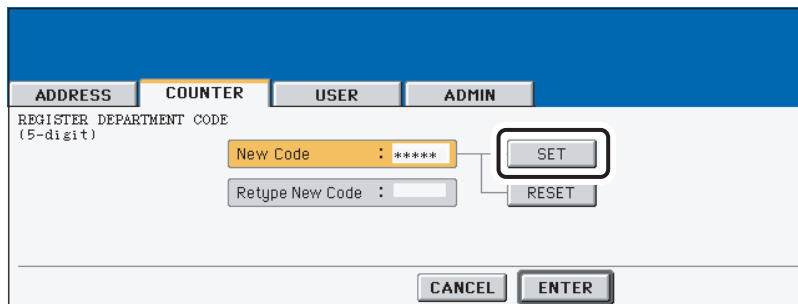 ADDRESS COUNTER USER ADMIN
REGISTER DEPARTMENT CODE
(5-digit)
New Code : ***** SET
Retype New Code : RESET
CANCEL ENTER